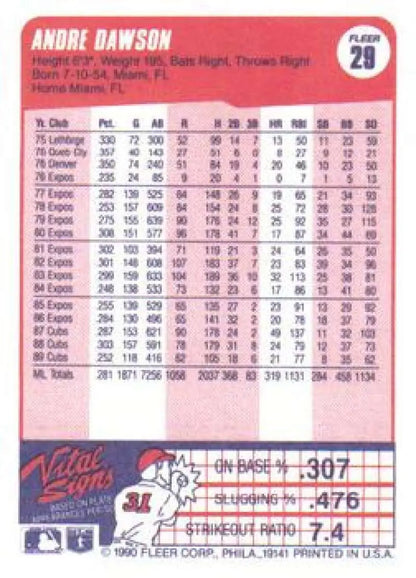 ANDRE DAWSON
FLEER
29
Height 6'3", Weight 195, Bats Right, Throws Right
Born 7-10-54, Miami, FL
Home Miami, FL
Yr. Club Pct. G AB R H 2B 3B HR RBI SB BB SO
75 Lethbrge 330 72 300 52 99 14 7 13 50 11 23 59
76 Queb City 357 40 143 27 51 6 0 8 27 9 12 21
76 Denver 350 74 240 51 84 19 4 20 46 10 23 50
76 Expos 235 24 85 9 20 4 1 0 7 1 5 13
77 Expos 282 139 525 64 148 26 9 19 65 21 34 93
78 Expos 253 157 609 84 154 24 8 25 72 28 30 128
79 Expos 275 155 639 90 176 24 12 25 92 35 27 115
80 Expos 308 151 577 96 178 41 7 17 87 34 44 69
81 Expos 302 103 394 71 119 21 3 24 64 26 35 50
82 Expos 301 148 608 107 183 37 7 23 83 39 34 96
83 Expos 299 159 633 104 189 36 10 32 113 25 38 81
84 Expos 248 138 533 73 132 23 6 17 86 13 41 80
85 Expos 255 139 529 65 135 27 2 23 91 13 29 92
86 Expos 284 130 496 65 141 32 2 20 78 18 37 79
87 Cubs 287 153 621 90 178 24 2 49 137 11 32 103
88 Cubs 303 157 591 78 179 31 8 24 79 12 37 73
89 Cubs 252 118 416 62 105 18 6 21 77 8 35 62
ML Totals 281 1871 7256 1058 2037 368 83 319 1131 284 458 1134
Vital Signs
BASED ON PLATE
APPEARANCES PER SO
31
ON BASE % .307
SLUGGING % .476
STRIKEOUT RATIO 7.4
© 1990 FLEER CORP., PHILA., 19141 PRINTED IN U.S.A.